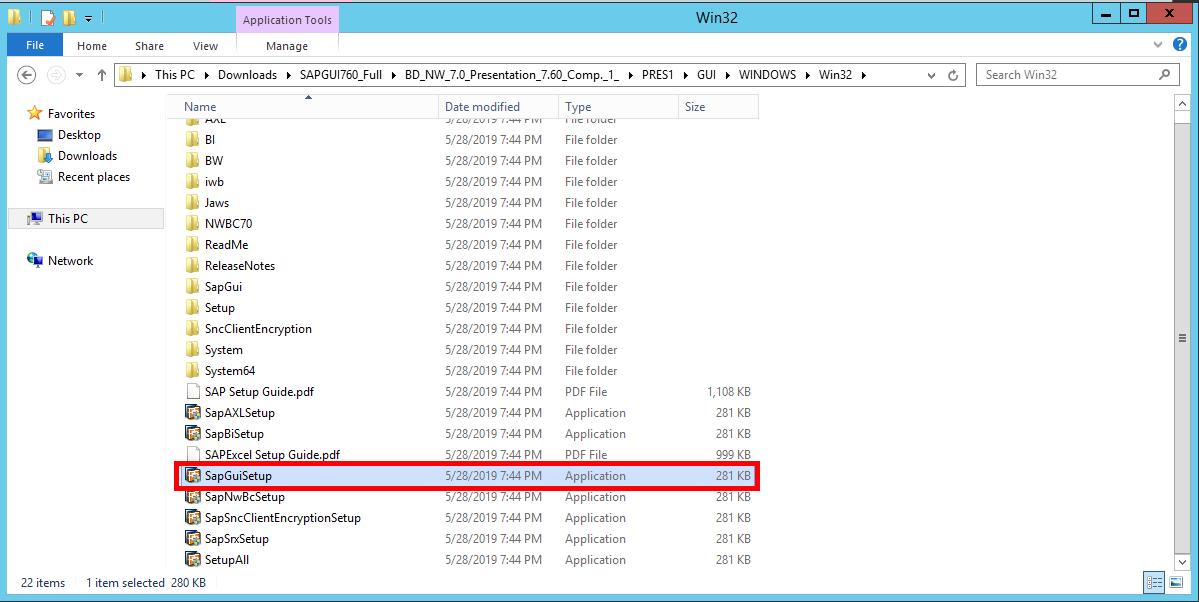 Application Tools
Win32
File Home Share View Manage
This PC Downloads SAPGUI760_Full BD_NW_7.0_Presentation_7.60_Comp._1_ PRES1 GUI WINDOWS Win32
Search Win32
Favorites
Desktop
Downloads
Recent places
This PC
Network
Name Date modified Type Size
AXL 5/28/2019 7:44 PM File folder
BI 5/28/2019 7:44 PM File folder
BW 5/28/2019 7:44 PM File folder
iwb 5/28/2019 7:44 PM File folder
Jaws 5/28/2019 7:44 PM File folder
NWBC70 5/28/2019 7:44 PM File folder
ReadMe 5/28/2019 7:44 PM File folder
ReleaseNotes 5/28/2019 7:44 PM File folder
SapGui 5/28/2019 7:44 PM File folder
Setup 5/28/2019 7:44 PM File folder
SncClientEncryption 5/28/2019 7:44 PM File folder
System 5/28/2019 7:44 PM File folder
System64 5/28/2019 7:44 PM File folder
SAP Setup Guide.pdf 5/28/2019 7:44 PM PDF File 1,108 KB
SapAXLSetup 5/28/2019 7:44 PM Application 281 KB
SapBiSetup 5/28/2019 7:44 PM Application 281 KB
SAPExcel Setup Guide.pdf 5/28/2019 7:44 PM PDF File 999 KB
SapGuiSetup 5/28/2019 7:44 PM Application 281 KB
SapNwBcSetup 5/28/2019 7:44 PM Application 281 KB
SapSncClientEncryptionSetup 5/28/2019 7:44 PM Application 281 KB
SapSrxSetup 5/28/2019 7:44 PM Application 281 KB
SetupAll 5/28/2019 7:44 PM Application 281 KB
22 items 1 item selected 280 KB